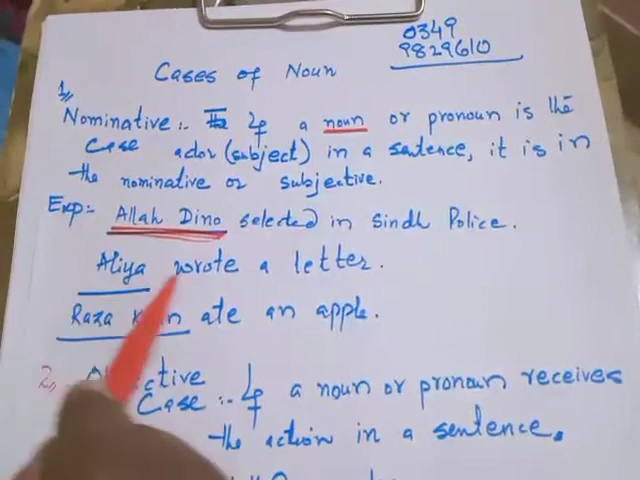 0349
9829610
Cases of Noun
1,,
Nominative :- If a noun or pronoun is the
Case actor (subject) in a sentence, it is in
the nominative or subjective.
Exp:- Allah Dino selected in Sindh Police.
Aliya wrote a letter.
Raza ate an apple.
2,, Case :- If a noun or pronoun receives
the action in a sentence.